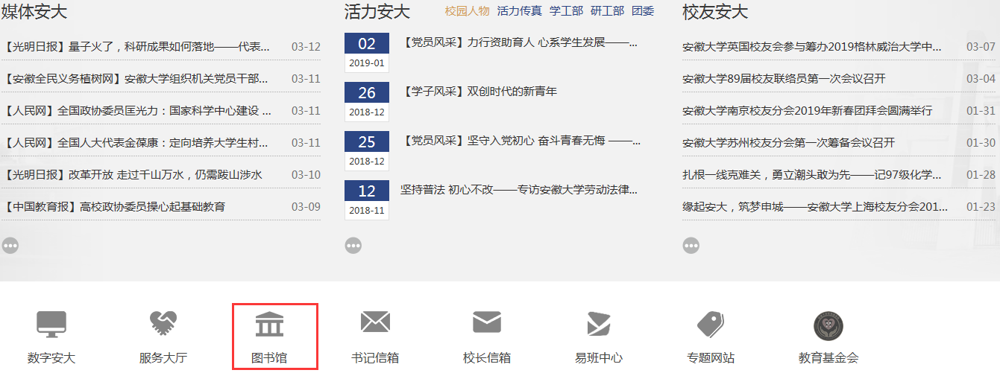 媒体安大
【光明日报】量子火了，科研成果如何落地——代表... 03-12
【安徽全民义务植树网】安徽大学组织机关党员干部... 03-11
【人民网】全国政协委员匡光力：国家科学中心建设 ... 03-11
【人民网】全国人大代表金葆康：定向培养大学生村... 03-11
【光明日报】改革开放 走过千山万水，仍需跋山涉水 03-10
【中国教育报】高校政协委员操心起基础教育 03-09
活力安大 校园人物 活力传真 学工部 研工部 团委
02
2019-01
【党员风采】力行资助育人 心系学生发展——...
26
2018-12
【学子风采】双创时代的新青年
25
2018-12
【党员风采】坚守入党初心 奋斗青春无悔 ——...
12
2018-11
坚持普法 初心不改——专访安徽大学劳动法律...
校友安大
安徽大学英国校友会参与筹办2019格林威治大学中... 03-07
安徽大学89届校友联络员第一次会议召开 03-04
安徽大学南京校友分会2019年新春团拜会圆满举行 01-31
安徽大学苏州校友分会第一次筹备会议召开 01-30
扎根一线克难关，勇立潮头敢为先——记97级化学... 01-28
缘起安大，筑梦申城——安徽大学上海校友分会201... 01-23
数字安大 服务大厅 图书馆 书记信箱 校长信箱 易班中心 专题网站 教育基金会